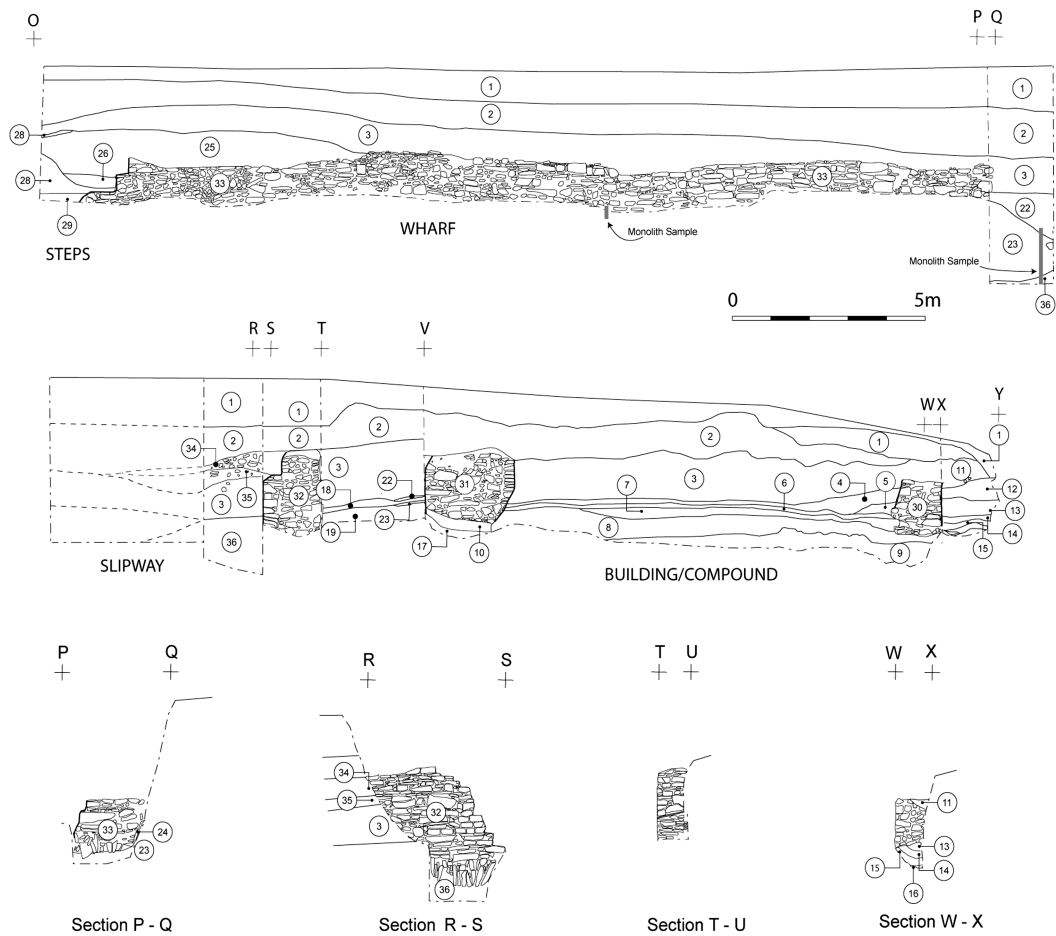 O P Q
1 1
2 2
28 3
26 25 3
28 33 33
22
29 WHARF Monolith Sample 23
STEPS Monolith Sample
36
0 5m
R S T V W X Y
1 1 1 1
2 2 2 2
34 3 3 11
35 32 18 22 31 7 6 4 5 12
3 19 23 30 13
36 17 10 8 9 15 14
SLIPWAY BUILDING/COMPOUND
P Q R S T U W X
34 11
35 32
33 24 3 13
23 36 15 14
16
Section P - Q Section R - S Section T - U Section W - X